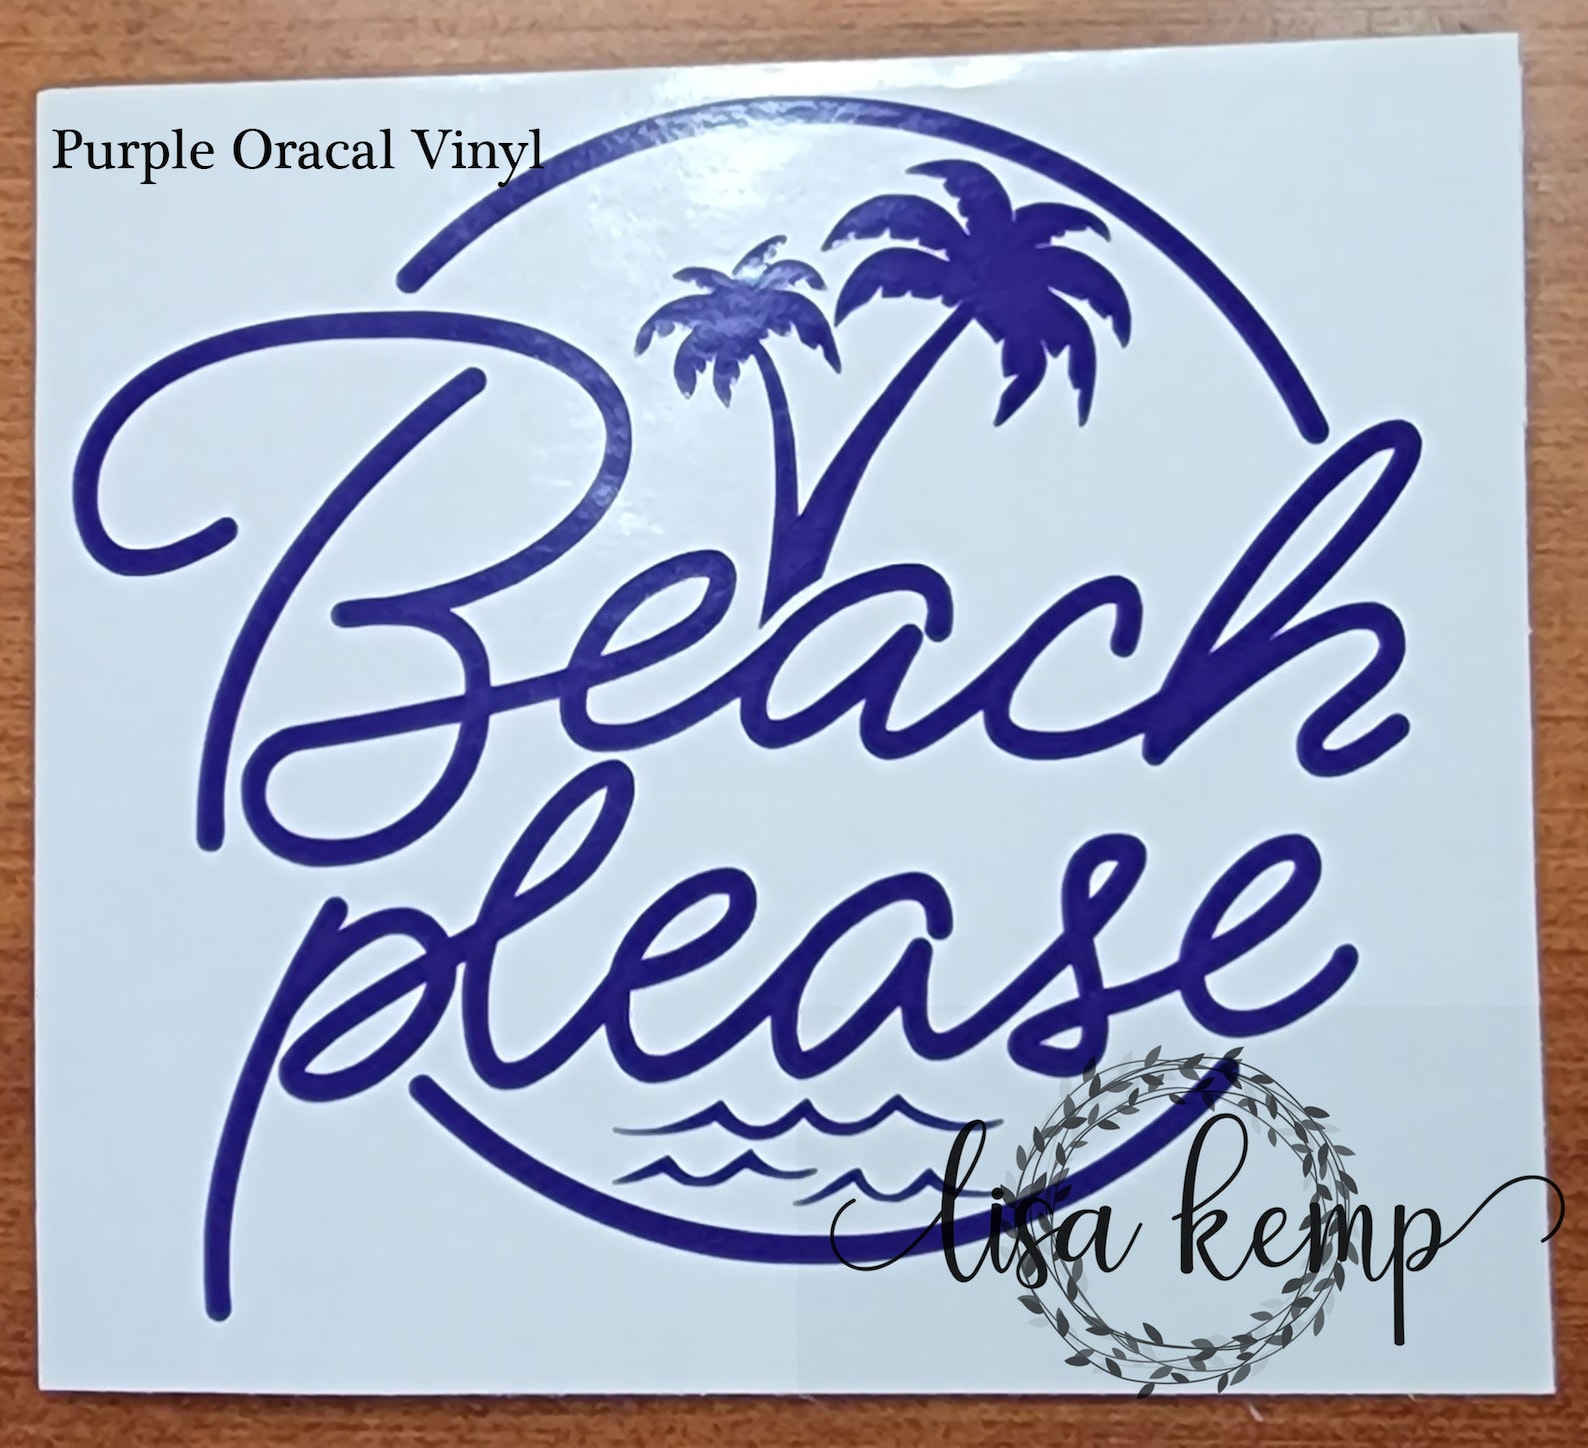 Purple Oracal Vinyl
Beach
please
lisa kemp